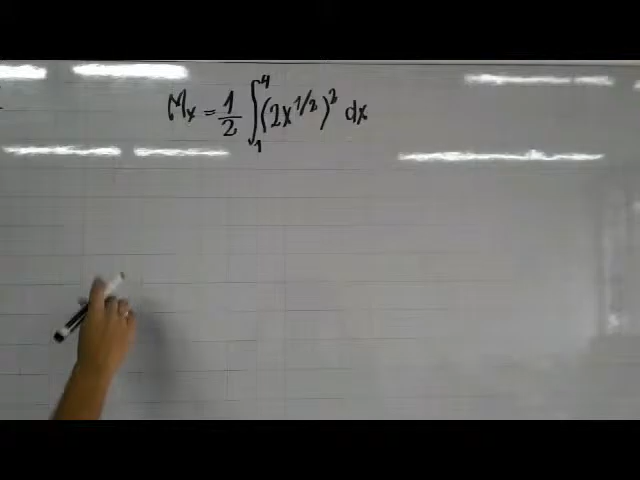 Mx = 1/2 ∫₁⁴ (2x^{1/2})² dx